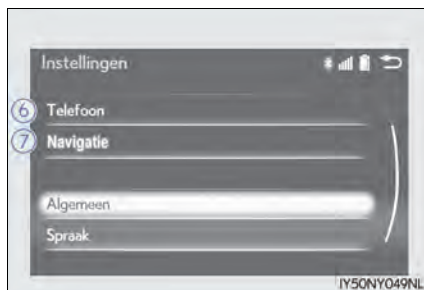 Instellingen
6 Telefoon
7 Navigatie
Algemeen
Spraak
IY50NY049NL